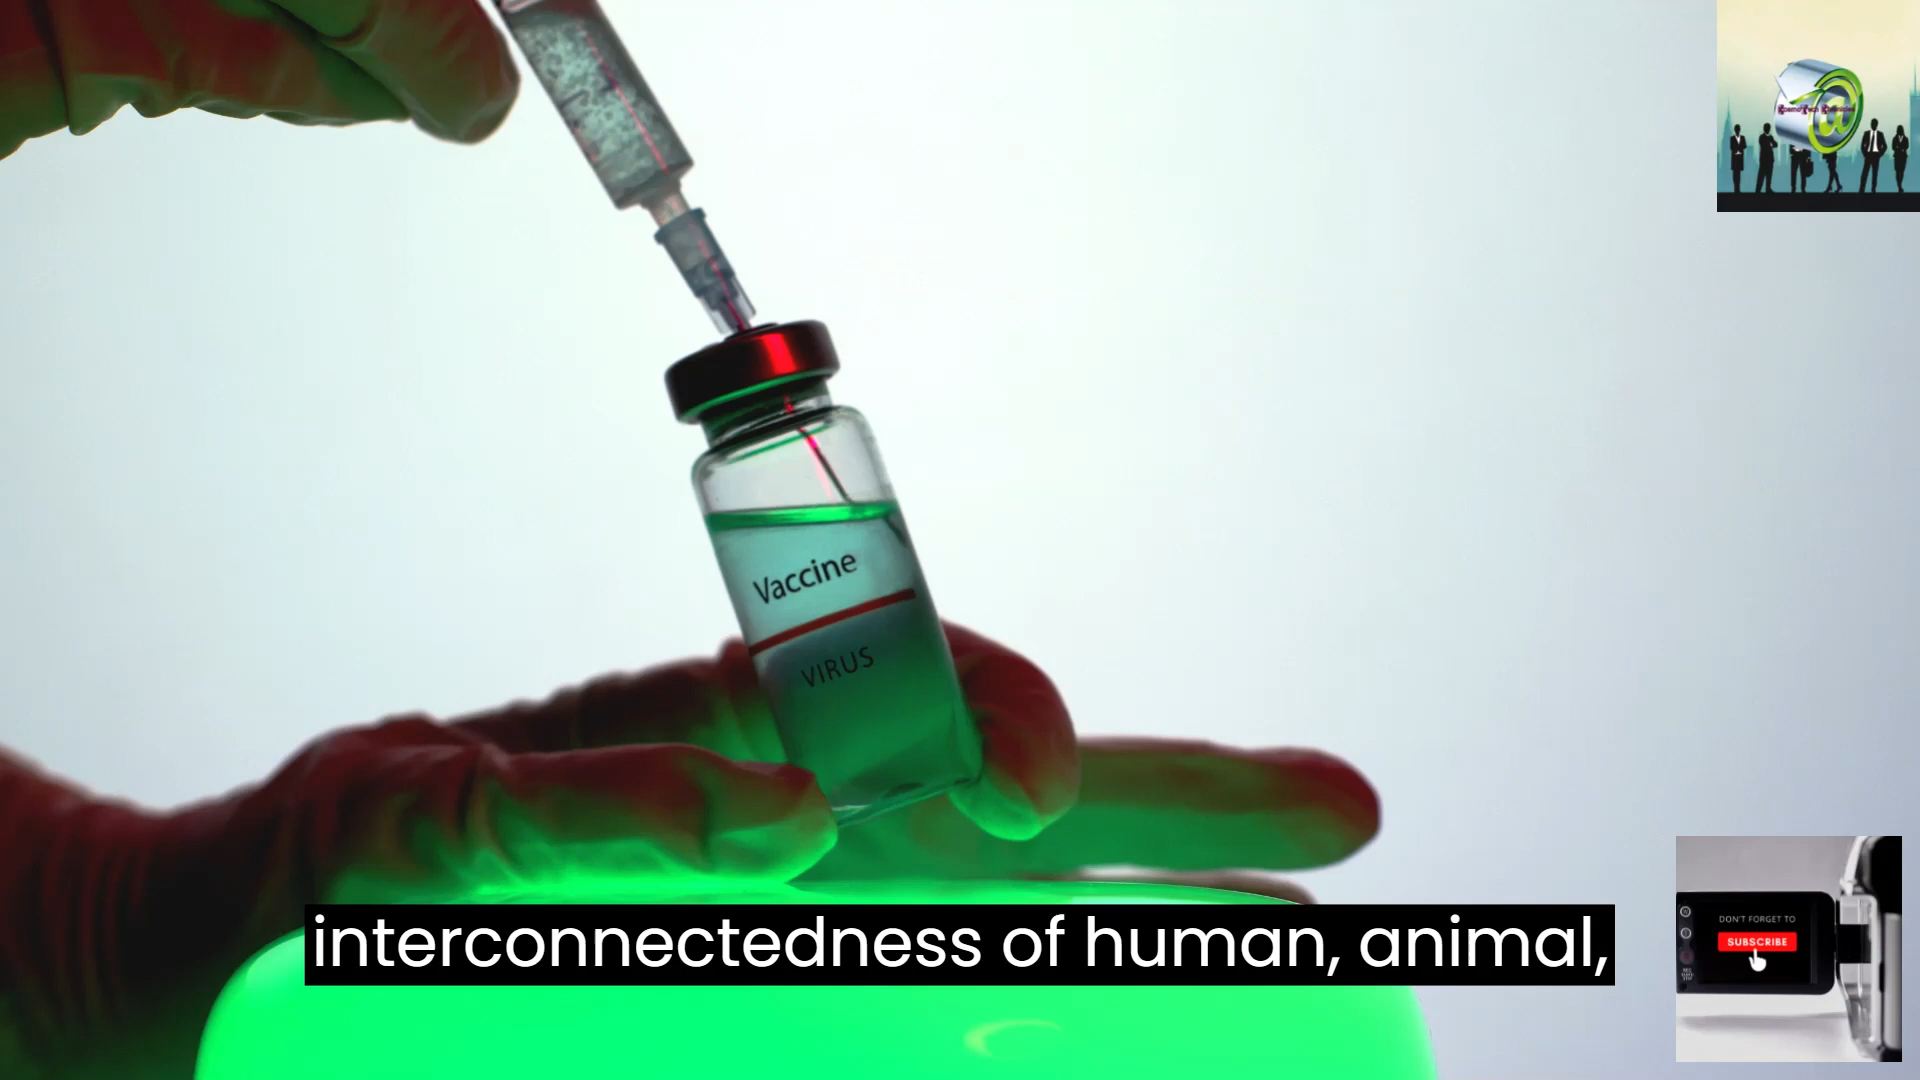 Vaccine
VIRUS
DON'T FORGET TO
SUBSCRIBE
interconnectedness of human, animal,